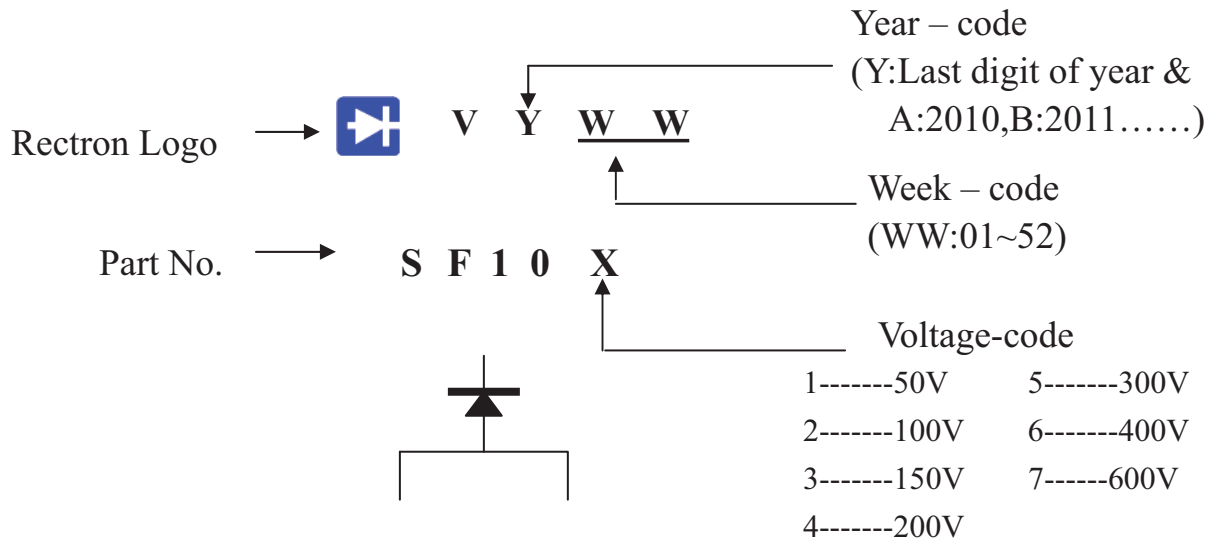 Year – code
(Y:Last digit of year &
A:2010,B:2011……)
Rectron Logo
V Y W W
Week – code
(WW:01~52)
Part No.
S F 1 0 X
Voltage-code
1-------50V 5-------300V
2-------100V 6-------400V
3-------150V 7------600V
4-------200V